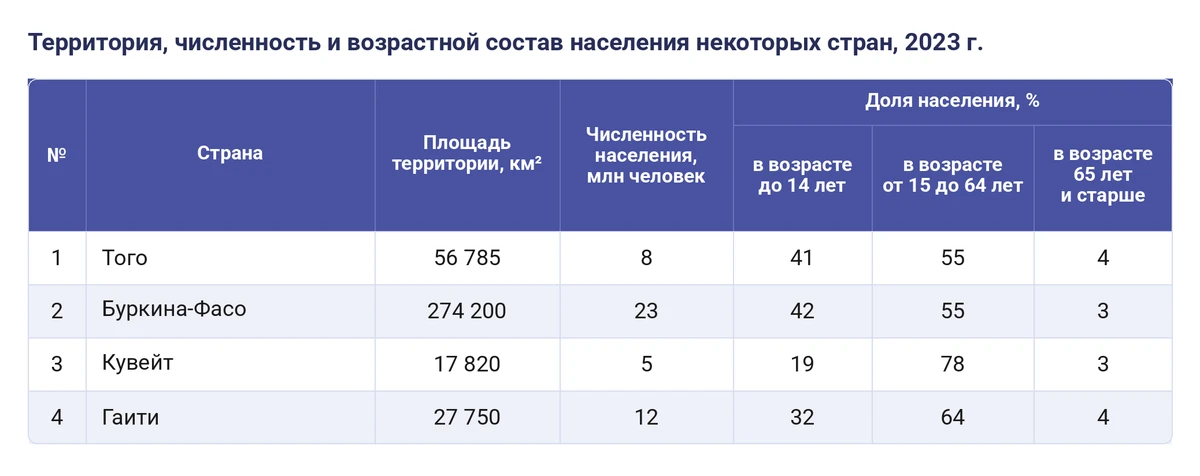 Территория, численность и возрастной состав населения некоторых стран, 2023 г.
№
Страна
Площадь
территории, км²
Численность
населения,
млн человек
Доля населения, %
в возрасте
до 14 лет
в возрасте
от 15 до 64 лет
в возрасте
65 лет
и старше
1 Того 56 785 8 41 55 4
2 Буркина-Фасо 274 200 23 42 55 3
3 Кувейт 17 820 5 19 78 3
4 Гаити 27 750 12 32 64 4